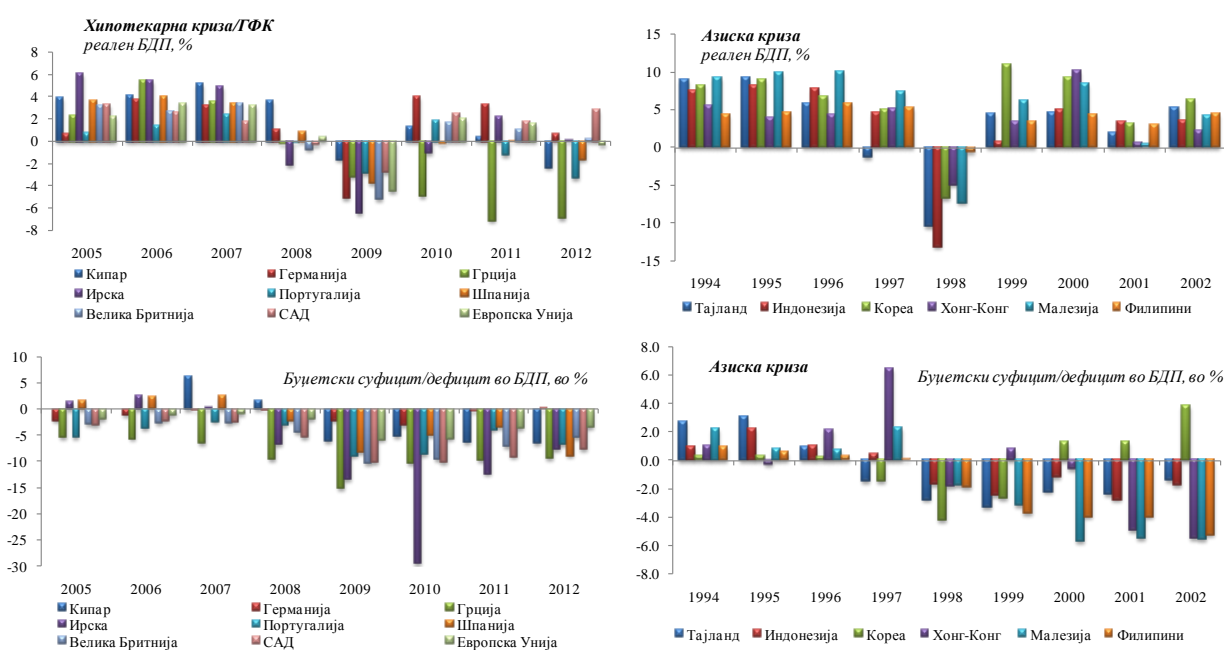 Хипотекарна криза/ГФК
реален БДП, %
8
6
4
2
0
-2
-4
-6
-8
2005 2006 2007 2008 2009 2010 2011 2012
Кипар Германија Грција
Ирска Португалија Шпанија
Велика Бритнија САД Европска Унија
Азиска криза
реален БДП, %
15
10
5
0
-5
-10
-15
1994 1995 1996 1997 1998 1999 2000 2001 2002
Тајланд Индонезија Кореа Хонг-Конг Малезија Филипини
Буџетски суфицит/дефицит во БДП, во %
10
5
0
-5
-10
-15
-20
-25
-30
2005 2006 2007 2008 2009 2010 2011 2012
Кипар Германија Грција
Ирска Португалија Шпанија
Велика Бритнија САД Европска Унија
Азиска криза
Буџетски суфицит/дефицит во БДП, во %
8.0
6.0
4.0
2.0
0.0
-2.0
-4.0
-6.0
-8.0
1994 1995 1996 1997 1998 1999 2000 2001 2002
Тајланд Индонезија Кореа Хонг-Конг Малезија Филипини